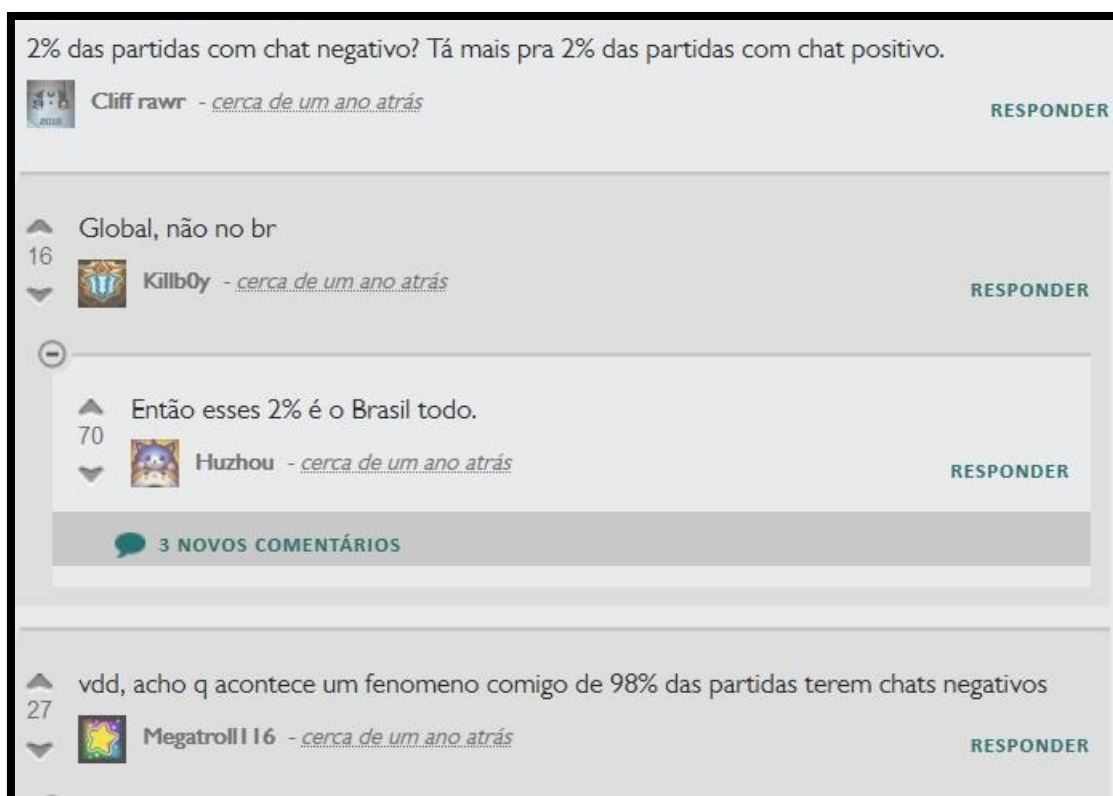 2% das partidas com chat negativo? Tá mais pra 2% das partidas com chat positivo.
Cliff rawr - cerca de um ano atrás
RESPONDER
Global, não no br
16
Killb0y - cerca de um ano atrás
RESPONDER
Então esses 2% é o Brasil todo.
70
Huzhou - cerca de um ano atrás
RESPONDER
3 NOVOS COMENTÁRIOS
vdd, acho q acontece um fenomeno comigo de 98% das partidas terem chats negativos
27
Megatroll116 - cerca de um ano atrás
RESPONDER